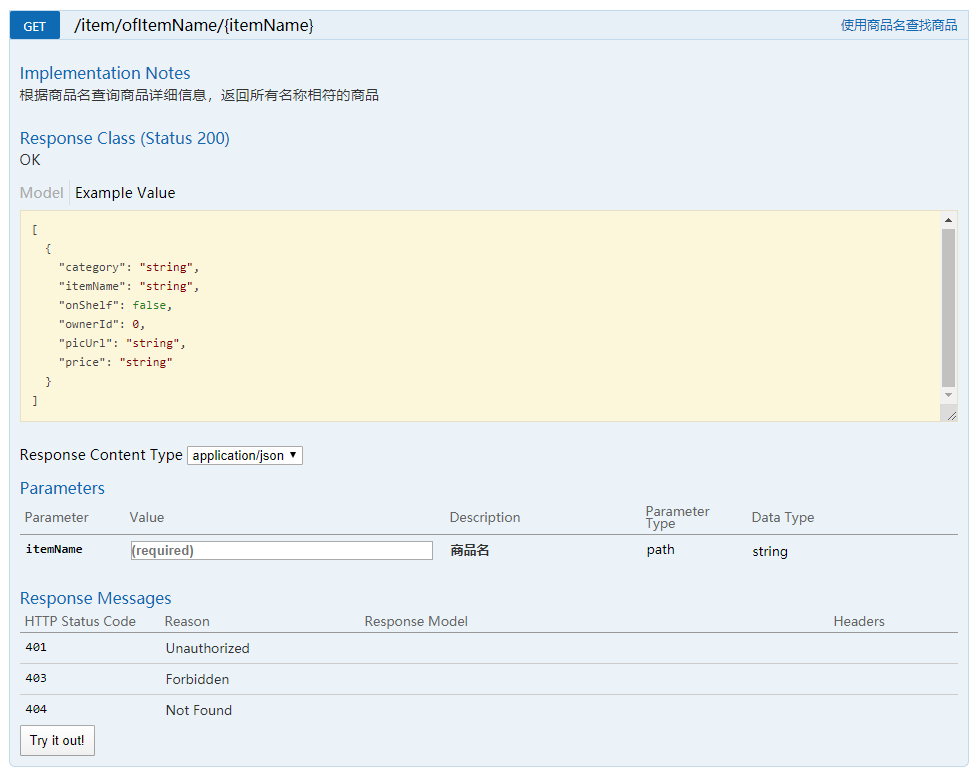 GET /item/ofItemName/{itemName} 使用商品名查找商品
Implementation Notes
根据商品名查询商品详细信息，返回所有名称相符的商品
Response Class (Status 200)
OK
Model Example Value
[
  {
    "category": "string",
    "itemName": "string",
    "onShelf": false,
    "ownerId": 0,
    "picUrl": "string",
    "price": "string"
  }
]
Response Content Type application/json ▼
Parameters
Parameter Value Description Parameter Type Data Type
itemName (required) 商品名 path string
Response Messages
HTTP Status Code Reason Response Model Headers
401 Unauthorized
403 Forbidden
404 Not Found
Try it out!